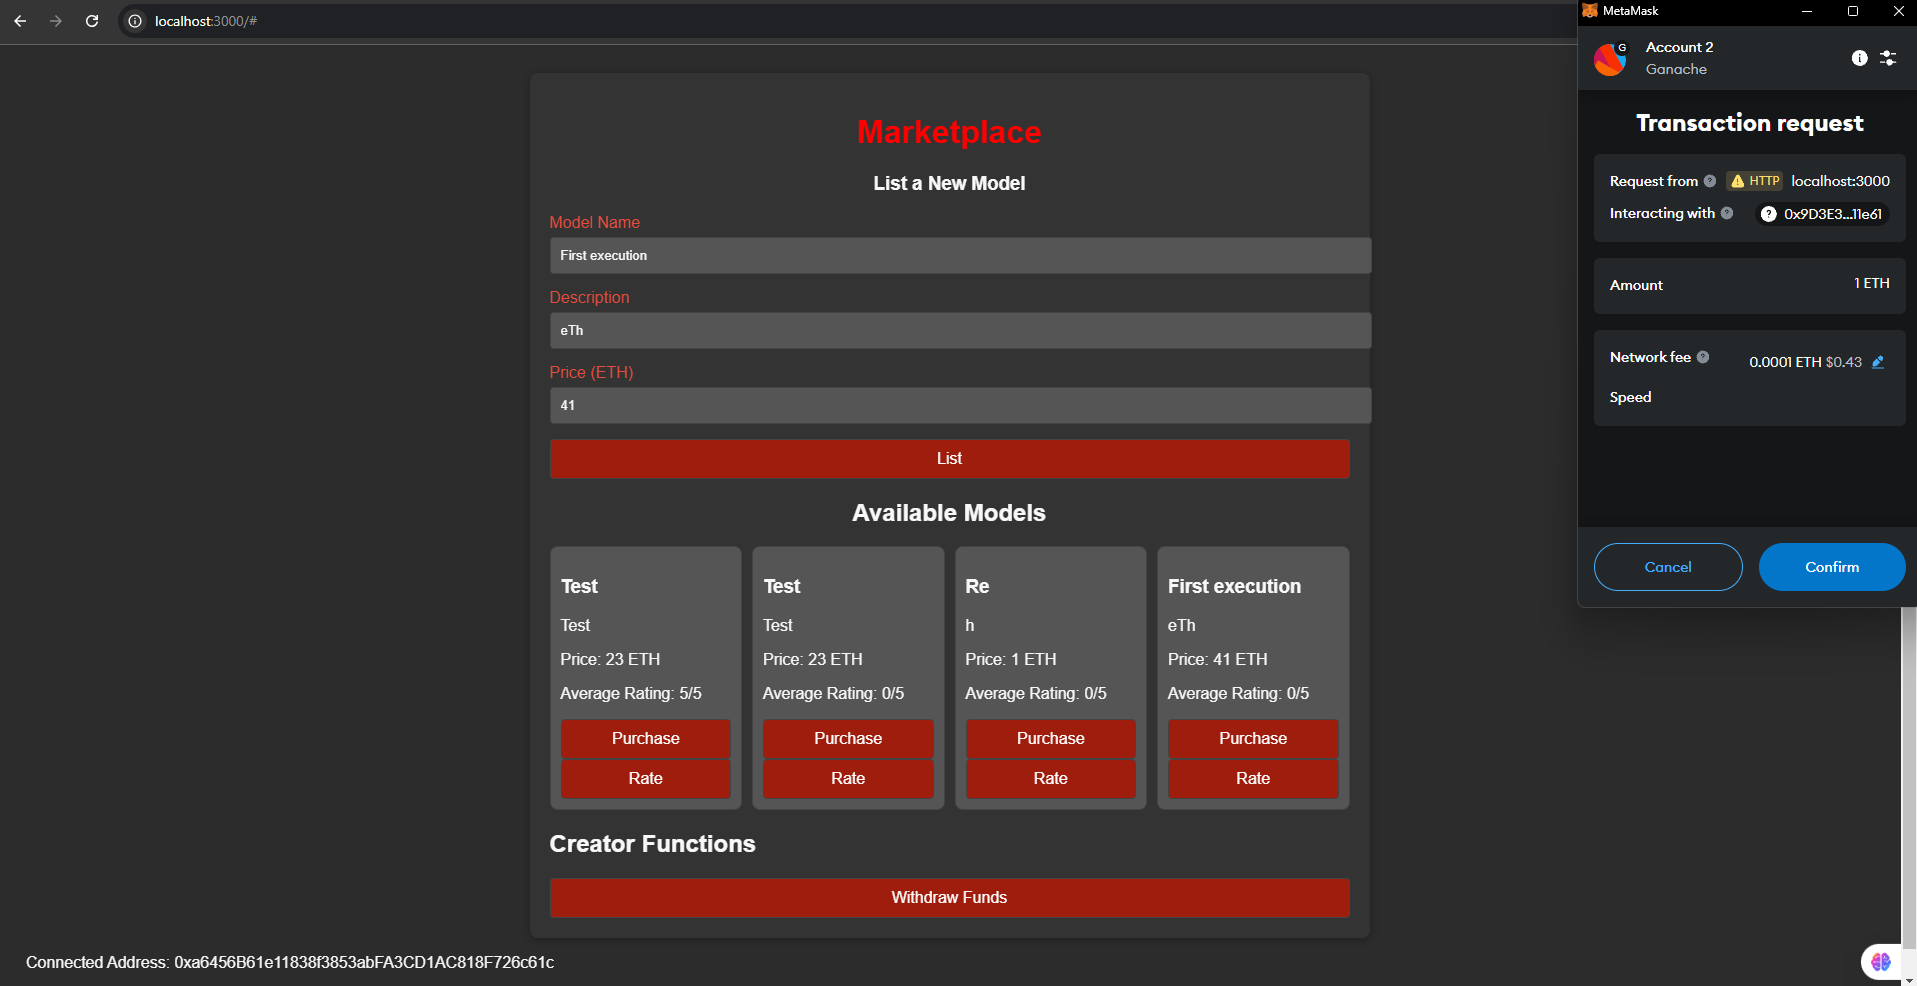 localhost:3000/#
Marketplace
List a New Model
Model Name
First execution
Description
eTh
Price (ETH)
41
List
Available Models
Test
Test
Price: 23 ETH
Average Rating: 5/5
Purchase
Rate
Test
Test
Price: 23 ETH
Average Rating: 0/5
Purchase
Rate
Re
h
Price: 1 ETH
Average Rating: 0/5
Purchase
Rate
First execution
eTh
Price: 41 ETH
Average Rating: 0/5
Purchase
Rate
Creator Functions
Withdraw Funds
Connected Address: 0xa6456B61e11838f3853abFA3CD1AC818F726c61c
MetaMask
G
Account 2
Ganache
Transaction request
Request from ? HTTP localhost:3000
Interacting with ? ? 0x9D3E3...11e61
Amount 1 ETH
Network fee ? 0.0001 ETH $0.43
Speed
Cancel Confirm